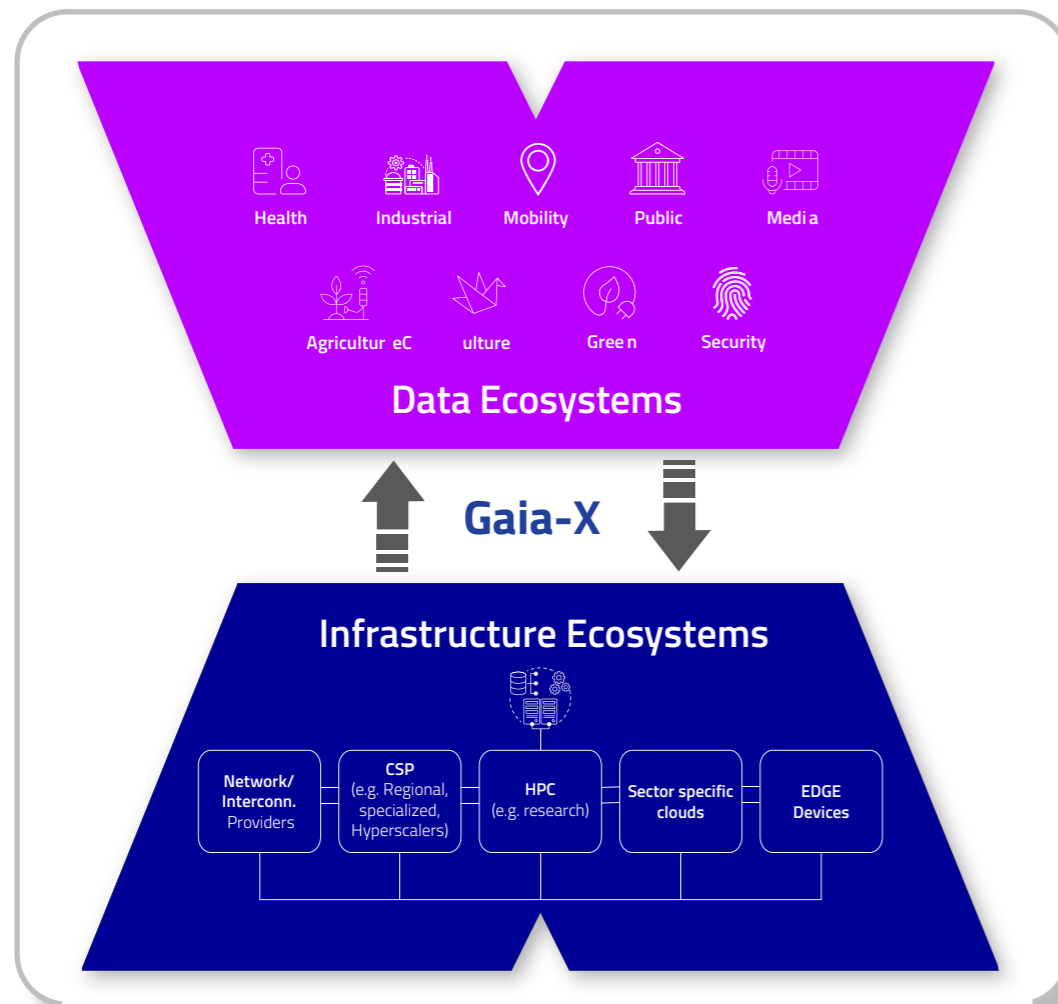 Health Industrial Mobility Public Medi a
Agricultur eC ulture Gree n Security
Data Ecosystems
Gaia-X
Infrastructure Ecosystems
Network/
Interconn.
Providers
CSP
(e.g. Regional,
specialized,
Hyperscalers)
HPC
(e.g. research)
Sector specific
clouds
EDGE
Devices